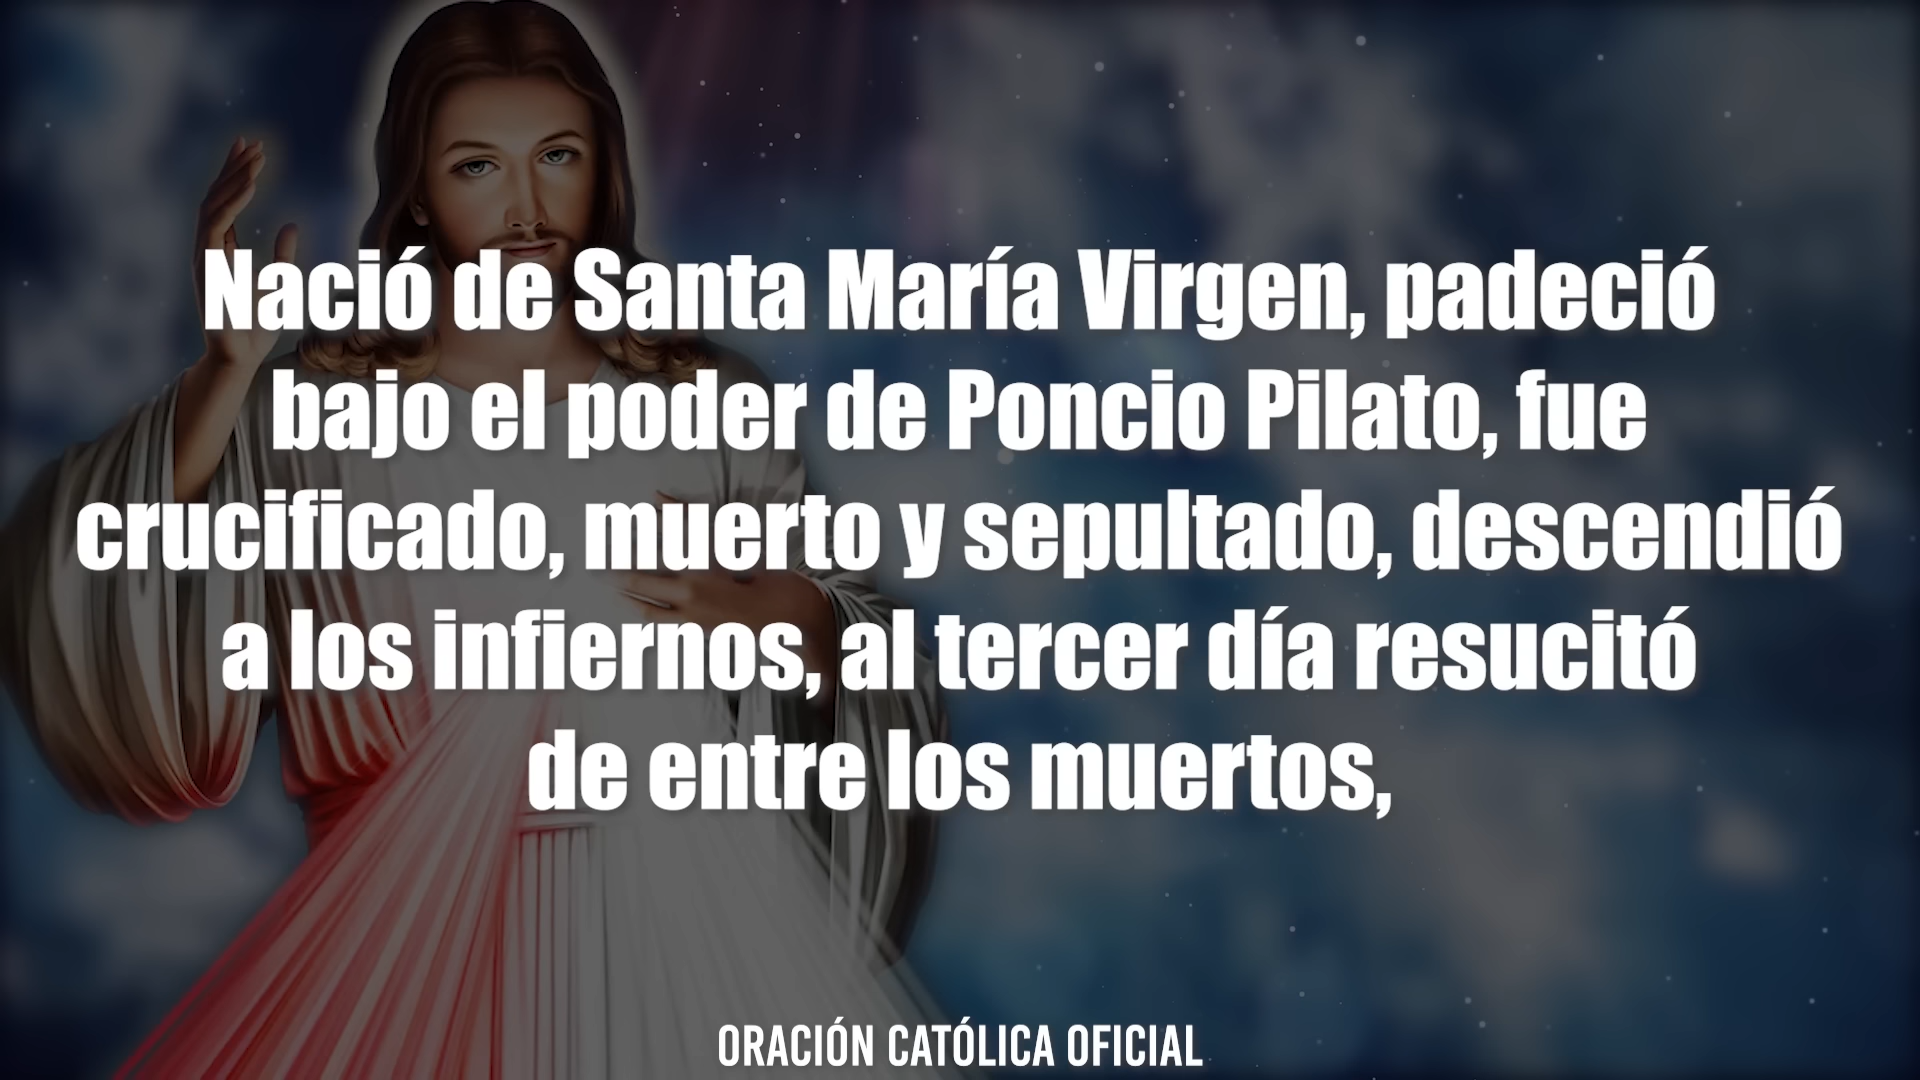 Nació de Santa María Virgen, padeció
bajo el poder de Poncio Pilato, fue
crucificado, muerto y sepultado, descendió
a los infiernos, al tercer día resucitó
de entre los muertos,
ORACIÓN CATÓLICA OFICIAL